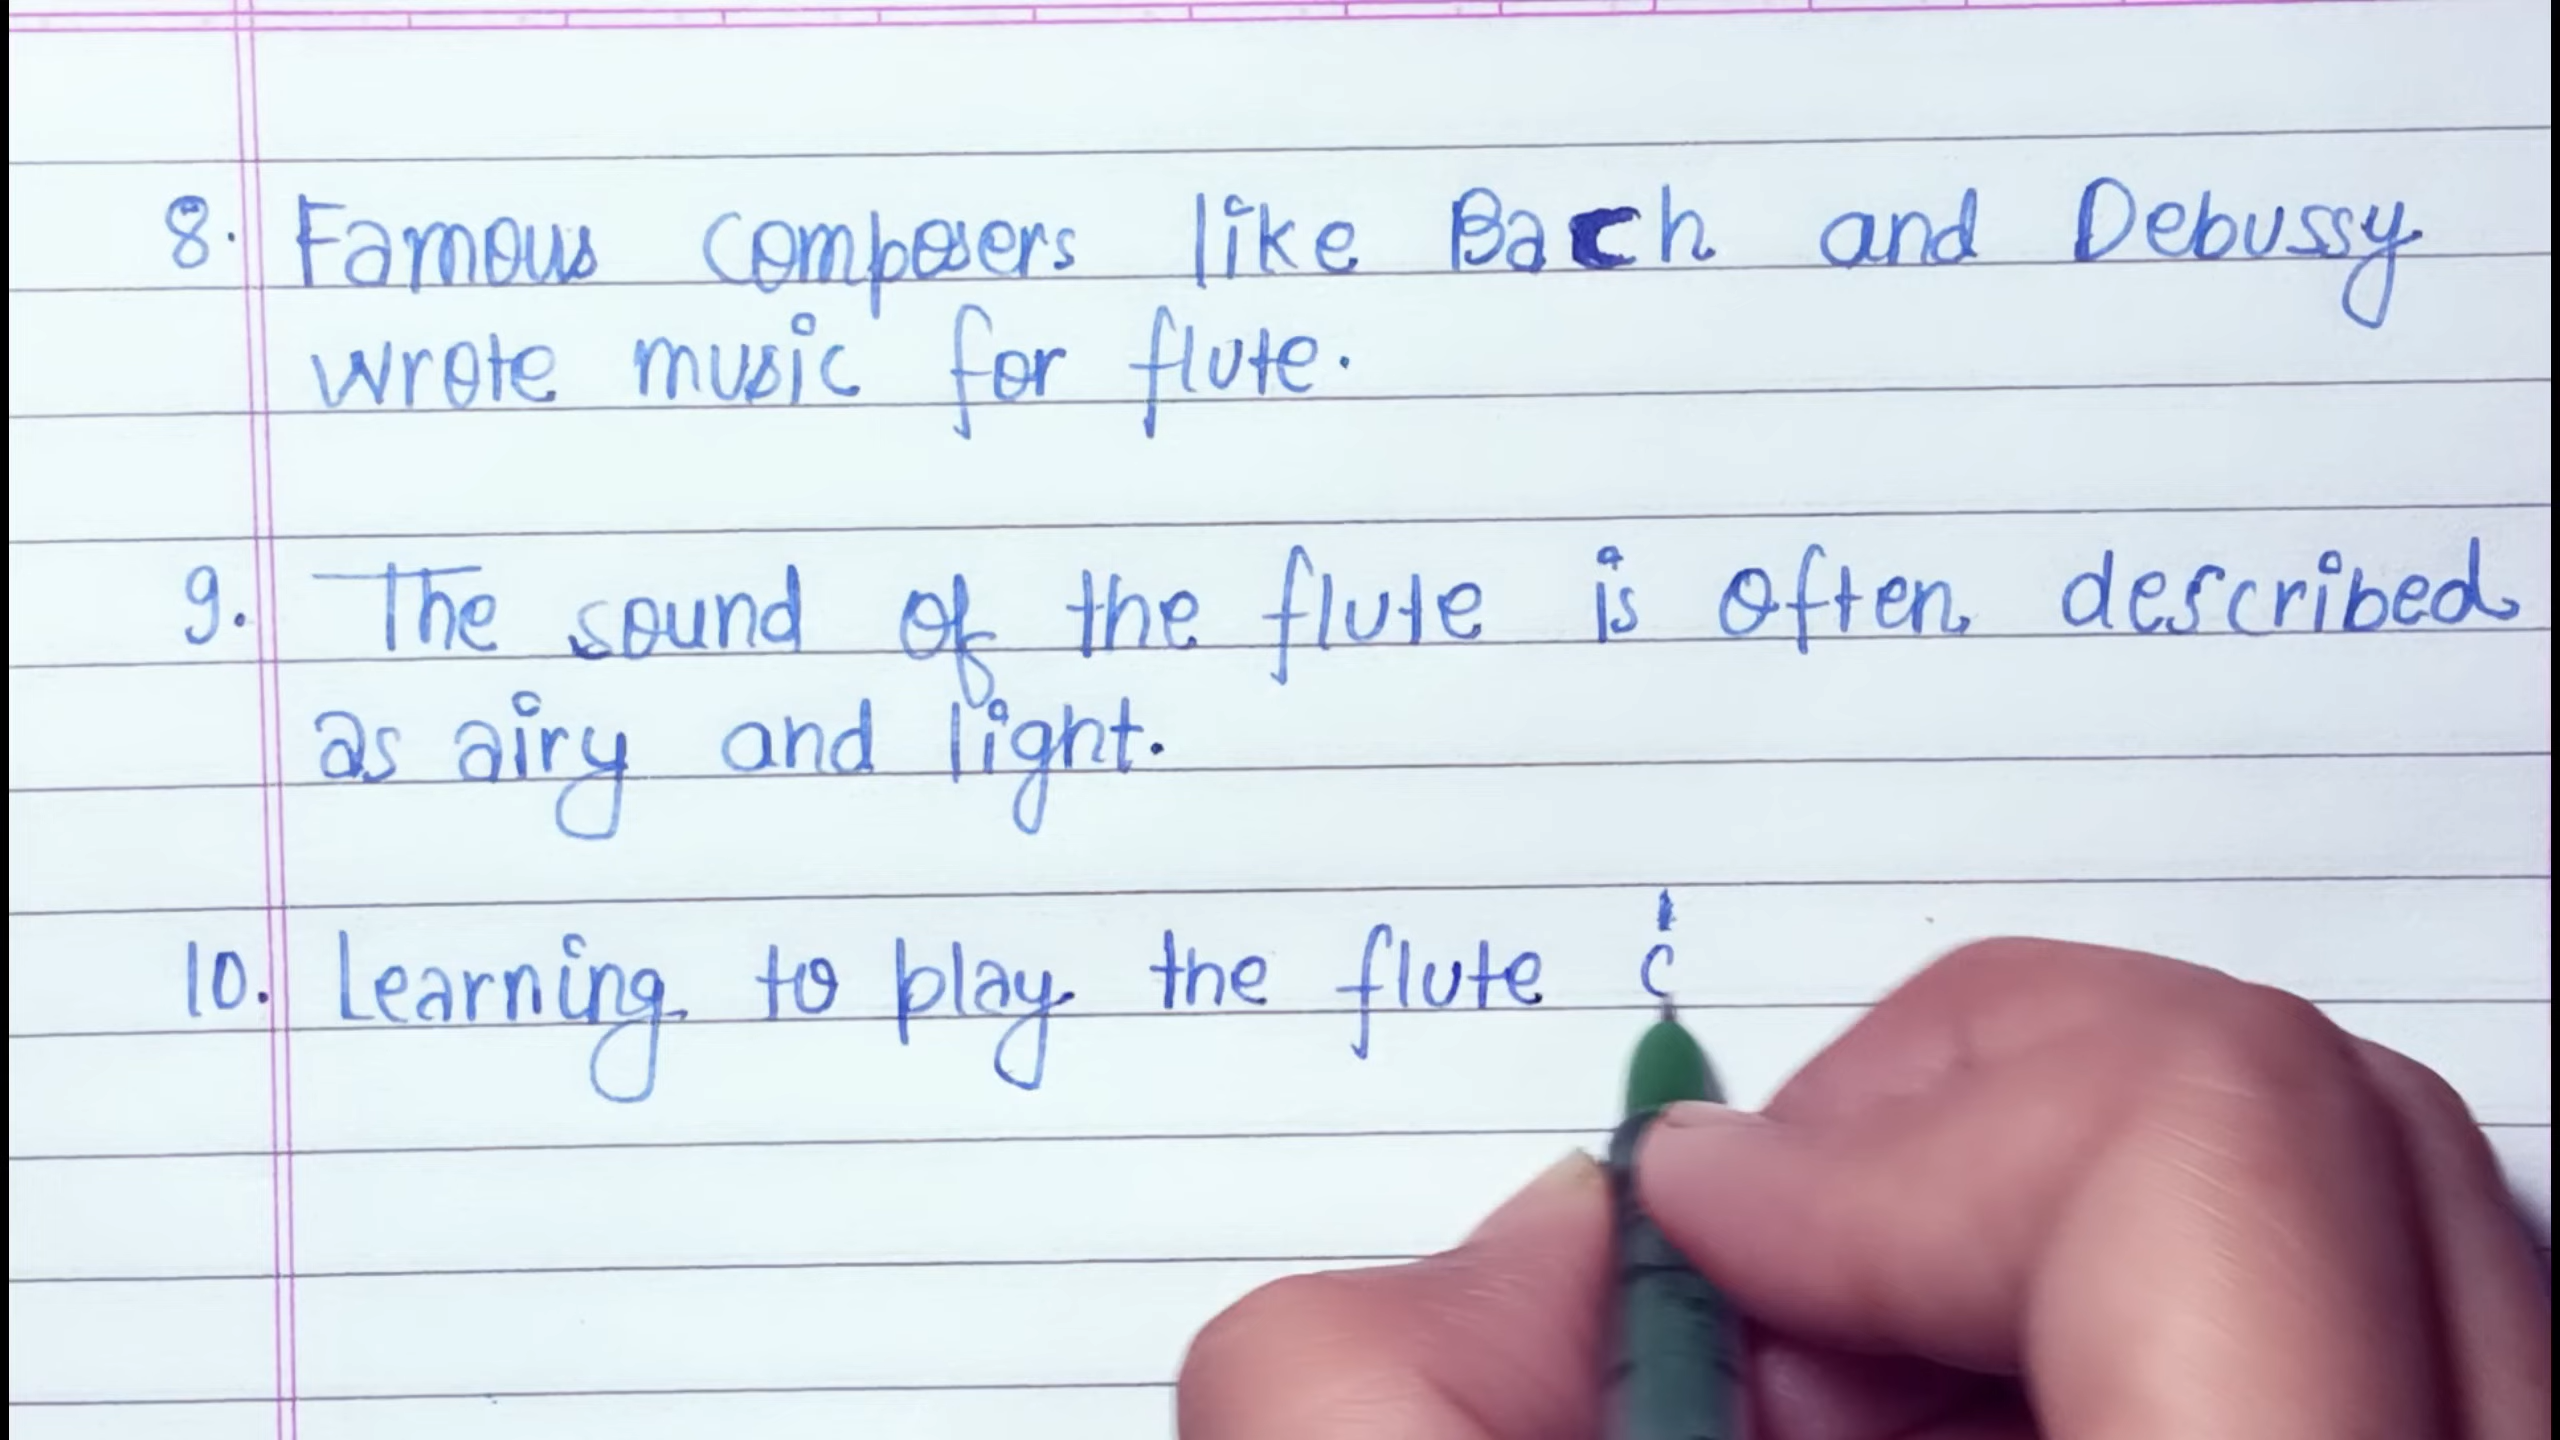 8. Famous composers like Bach and Debussy
wrote music for flute.
9. The sound of the flute is often described
as airy and light.
10. Learning to play the flute c